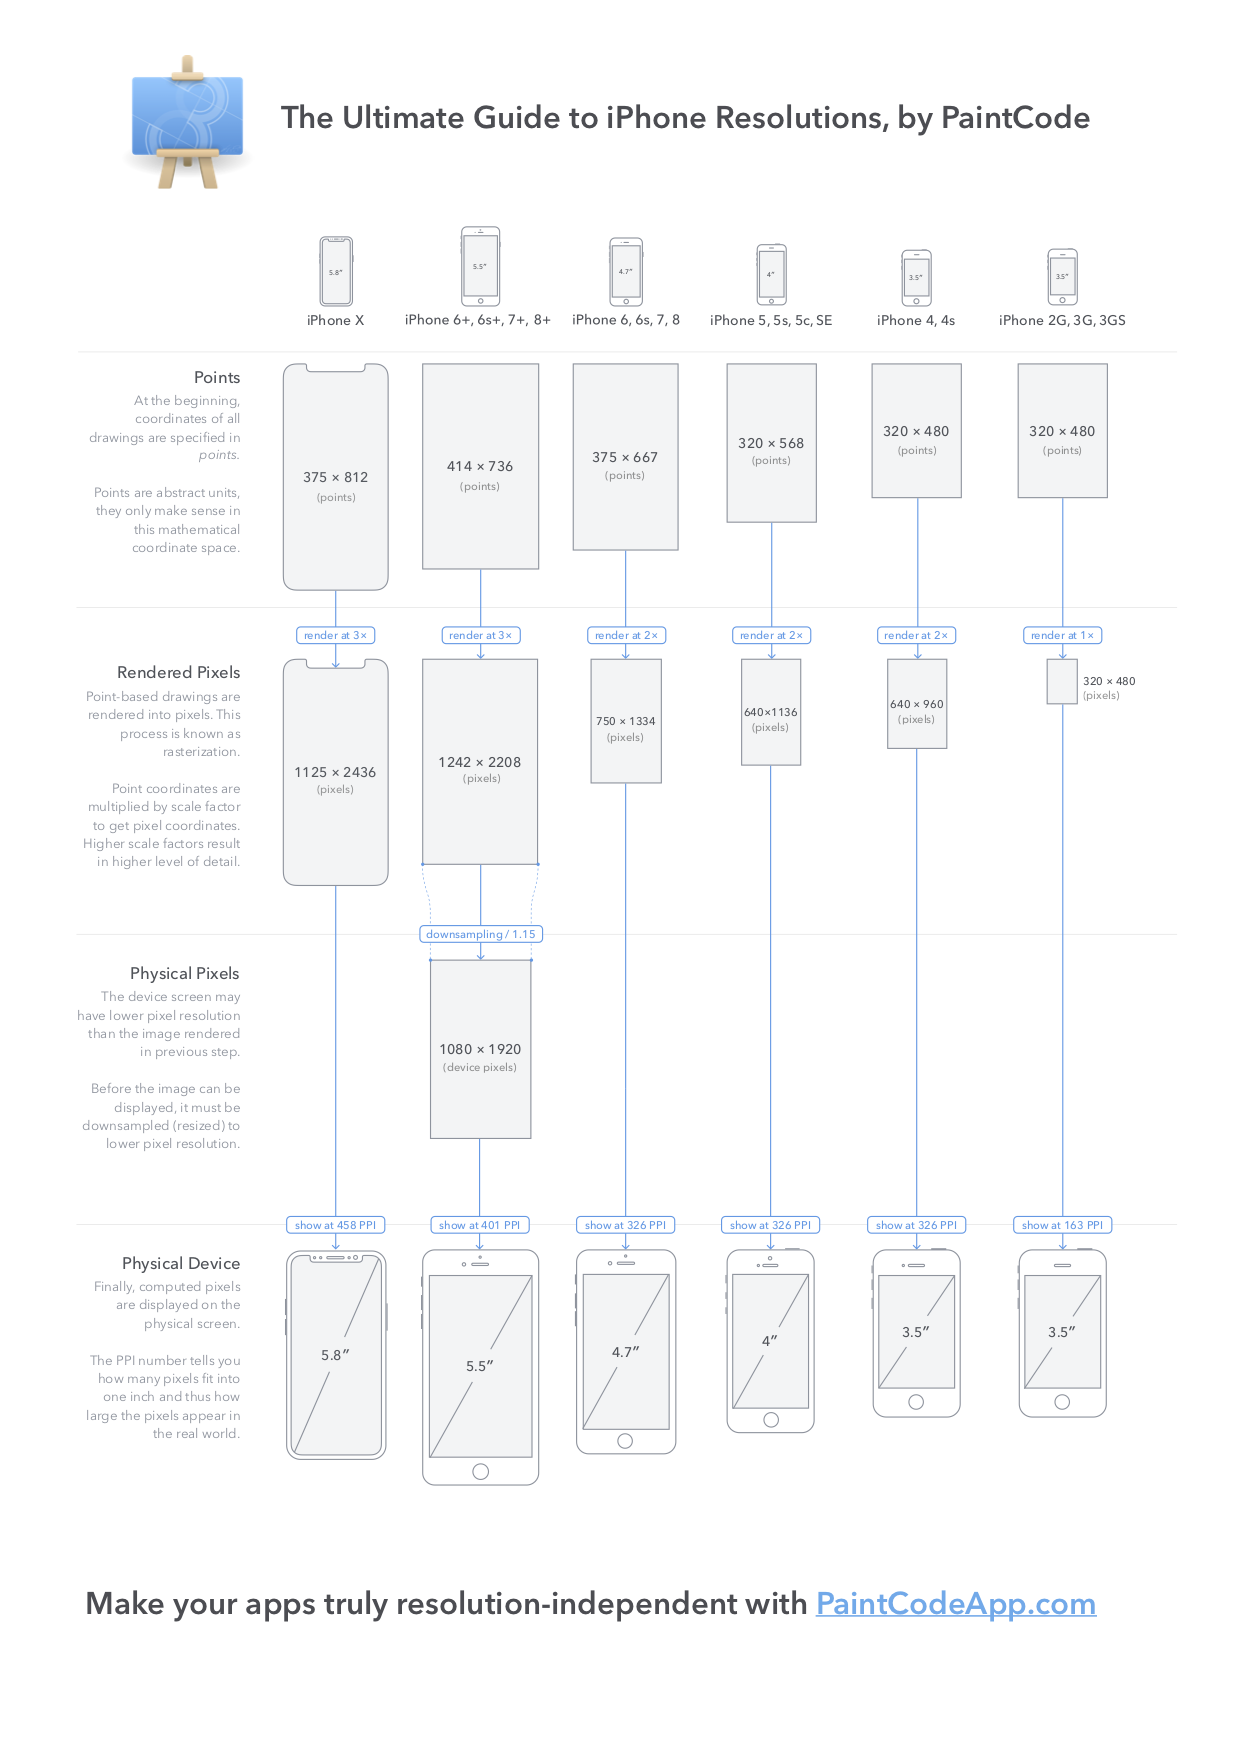 The Ultimate Guide to iPhone Resolutions, by PaintCode
5.8″
5.5″
4.7″
4″
3.5″
3.5″
iPhone X
iPhone 6+, 6s+, 7+, 8+
iPhone 6, 6s, 7, 8
iPhone 5, 5s, 5c, SE
iPhone 4, 4s
iPhone 2G, 3G, 3GS
Points
At the beginning,
coordinates of all
drawings are specified in
points.
Points are abstract units,
they only make sense in
this mathematical
coordinate space.
375 × 812
(points)
414 × 736
(points)
375 × 667
(points)
320 × 568
(points)
320 × 480
(points)
320 × 480
(points)
render at 3×
render at 3×
render at 2×
render at 2×
render at 2×
render at 1×
Rendered Pixels
Point-based drawings are
rendered into pixels. This
process is known as
rasterization.
Point coordinates are
multiplied by scale factor
to get pixel coordinates.
Higher scale factors result
in higher level of detail.
1125 × 2436
(pixels)
1242 × 2208
(pixels)
750 × 1334
(pixels)
640×1136
(pixels)
640 × 960
(pixels)
320 × 480
(pixels)
downsampling / 1.15
Physical Pixels
The device screen may
have lower pixel resolution
than the image rendered
in previous step.
Before the image can be
displayed, it must be
downsampled (resized) to
lower pixel resolution.
1080 × 1920
(device pixels)
show at 458 PPI
show at 401 PPI
show at 326 PPI
show at 326 PPI
show at 326 PPI
show at 163 PPI
Physical Device
Finally, computed pixels
are displayed on the
physical screen.
The PPI number tells you
how many pixels fit into
one inch and thus how
large the pixels appear in
the real world.
5.8″
5.5″
4.7″
4″
3.5″
3.5″
Make your apps truly resolution-independent with PaintCodeApp.com